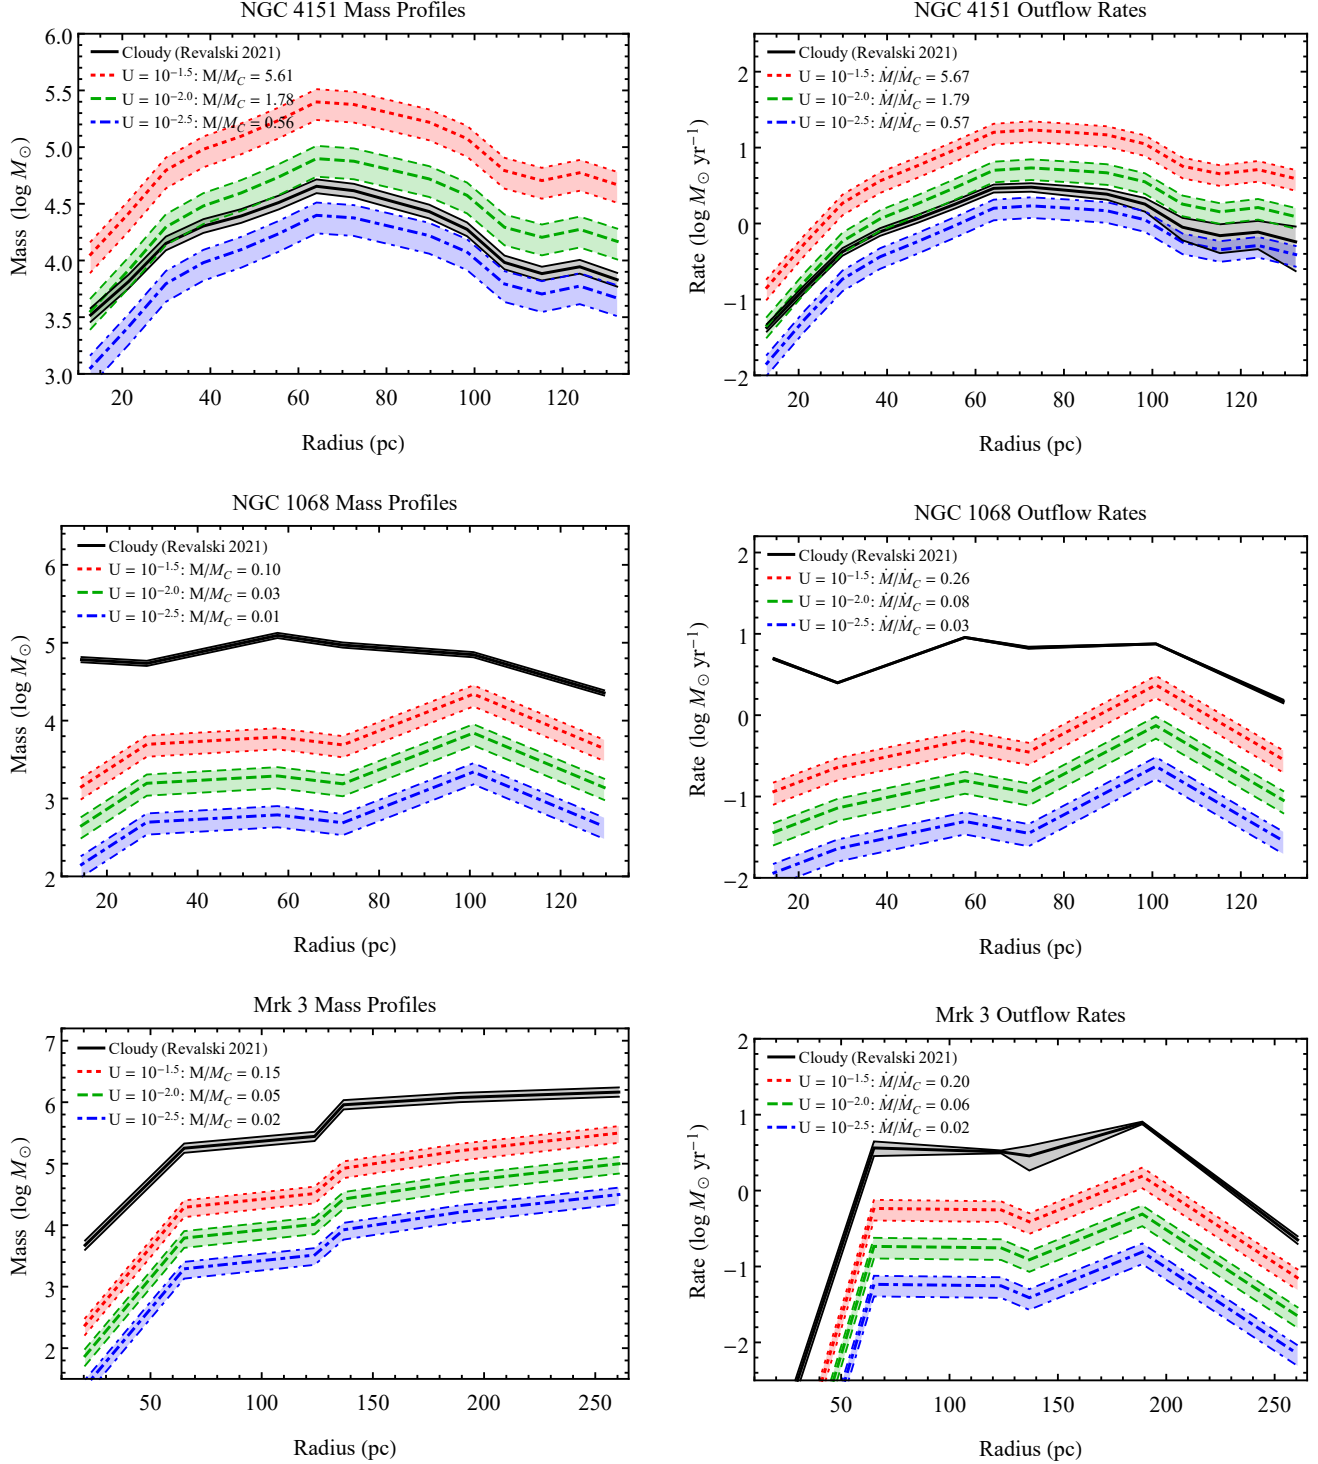 NGC 4151 Mass Profiles
6.0
5.5
5.0
4.5
4.0
3.5
3.0
Mass (log M⊙)
Cloudy (Revalski 2021)
U = 10^−1.5: M/M_C = 5.61
U = 10^−2.0: M/M_C = 1.78
U = 10^−2.5: M/M_C = 0.56
20 40 60 80 100 120
Radius (pc)
NGC 4151 Outflow Rates
2
1
0
−1
−2
Rate (log M⊙ yr^−1)
Cloudy (Revalski 2021)
U = 10^−1.5: Ṁ/Ṁ_C = 5.67
U = 10^−2.0: Ṁ/Ṁ_C = 1.79
U = 10^−2.5: Ṁ/Ṁ_C = 0.57
20 40 60 80 100 120
Radius (pc)
NGC 1068 Mass Profiles
6
5
4
3
2
Mass (log M⊙)
Cloudy (Revalski 2021)
U = 10^−1.5: M/M_C = 0.10
U = 10^−2.0: M/M_C = 0.03
U = 10^−2.5: M/M_C = 0.01
20 40 60 80 100 120
Radius (pc)
NGC 1068 Outflow Rates
2
1
0
−1
−2
Rate (log M⊙ yr^−1)
Cloudy (Revalski 2021)
U = 10^−1.5: Ṁ/Ṁ_C = 0.26
U = 10^−2.0: Ṁ/Ṁ_C = 0.08
U = 10^−2.5: Ṁ/Ṁ_C = 0.03
20 40 60 80 100 120
Radius (pc)
Mrk 3 Mass Profiles
7
6
5
4
3
2
Mass (log M⊙)
Cloudy (Revalski 2021)
U = 10^−1.5: M/M_C = 0.15
U = 10^−2.0: M/M_C = 0.05
U = 10^−2.5: M/M_C = 0.02
50 100 150 200 250
Radius (pc)
Mrk 3 Outflow Rates
2
1
0
−1
−2
Rate (log M⊙ yr^−1)
Cloudy (Revalski 2021)
U = 10^−1.5: Ṁ/Ṁ_C = 0.20
U = 10^−2.0: Ṁ/Ṁ_C = 0.06
U = 10^−2.5: Ṁ/Ṁ_C = 0.02
50 100 150 200 250
Radius (pc)